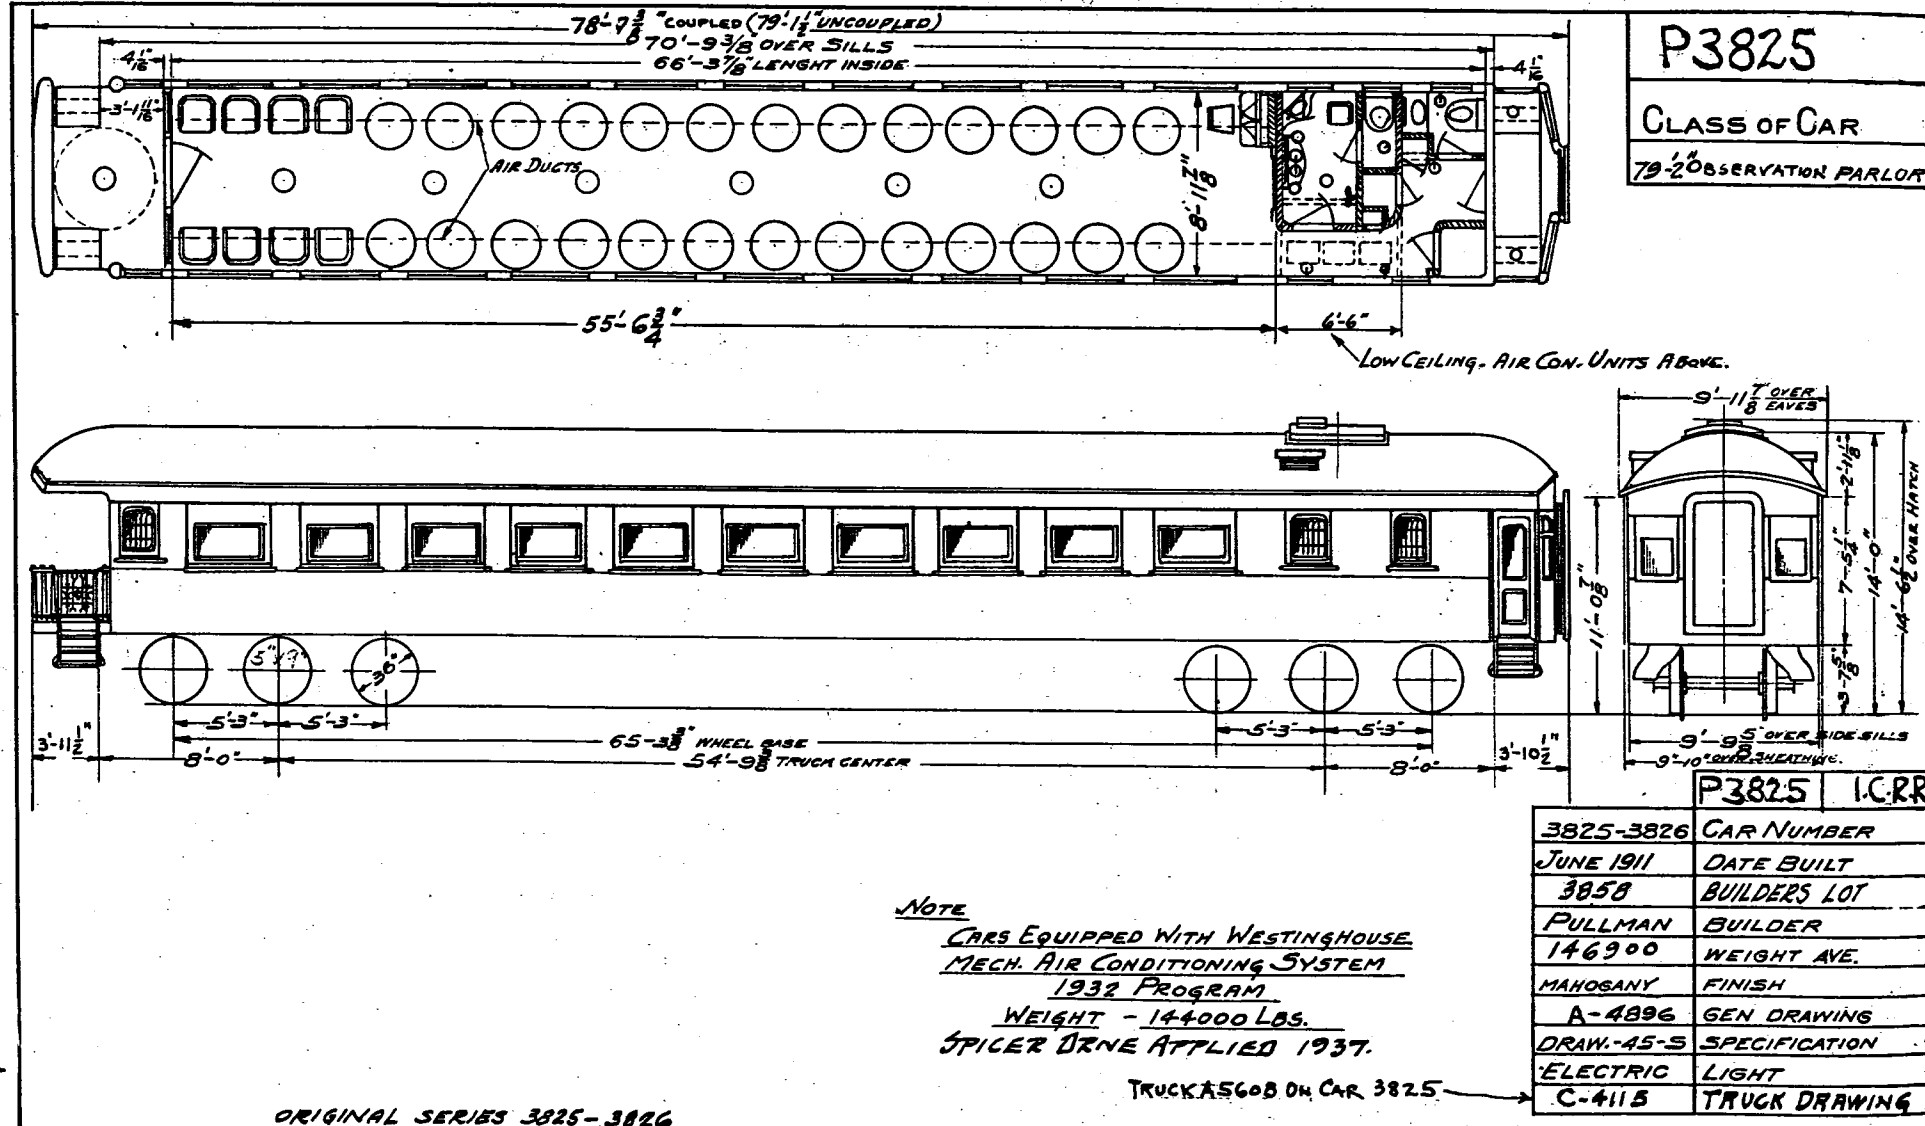 78'-7 3/8" COUPLED (79'-1 1/2" UNCOUPLED)
70'-9 3/8" OVER SILLS
66'-3 7/8" LENGHT INSIDE
4 1/16"
4 1/16"
3'-1 11/16"
AIR DUCTS
8'-11 7/8"
55'-6 3/4"
6'-6"
LOW CEILING. AIR CON. UNITS ABOVE.
P3825
CLASS OF CAR
79'-2" OBSERVATION PARLOR
9'-11 7/8" OVER EAVES
2'-11 1/8"
7'-5 1/4"
14'-0"
14'-6 1/2" OVER HATCH
11'-0 7/8"
3'-7 5/8"
5" x 9"
36"
5'-3"
5'-3"
5'-3"
5'-3"
65-3 3/8" WHEEL BASE
3'-11 1/2"
8'-0"
54'-9 3/8" TRUCK CENTER
8'-0"
3'-10 1/2"
9'-9 5/8" OVER SIDE SILLS
9'-10" OVER SHEATHING.
P3825 I.C.RR
3825-3826 CAR NUMBER
JUNE 1911 DATE BUILT
3858 BUILDERS LOT
PULLMAN BUILDER
146900 WEIGHT AVE.
MAHOGANY FINISH
A-4896 GEN DRAWING
DRAW.-45-S SPECIFICATION
ELECTRIC LIGHT
C-4115 TRUCK DRAWING
NOTE
CARS EQUIPPED WITH WESTINGHOUSE
MECH. AIR CONDITIONING SYSTEM
1932 PROGRAM
WEIGHT - 144000 LBS.
SPICER DRIVE APPLIED 1937.
TRUCK A5608 ON CAR 3825
ORIGINAL SERIES 3825-3826